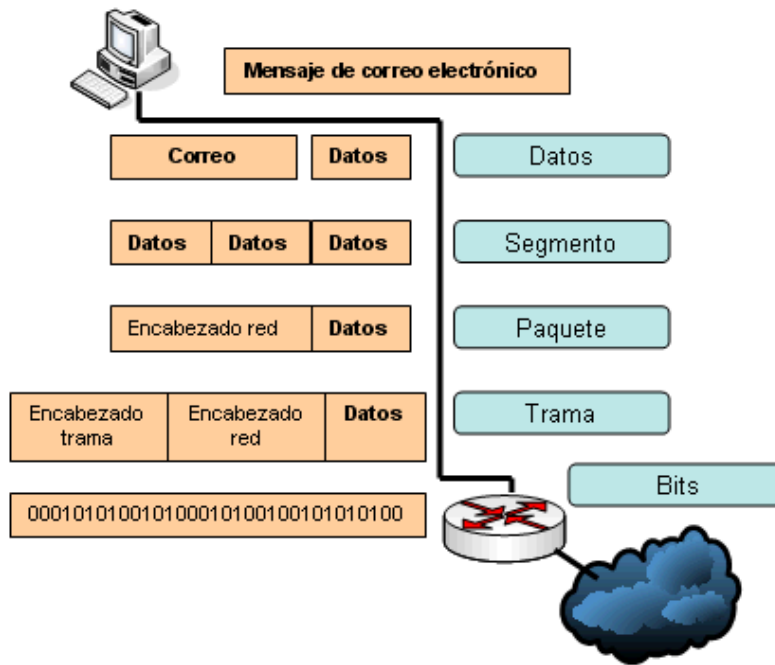 Mensaje de correo electrónico
Correo
Datos
Datos
Datos
Datos
Datos
Segmento
Encabezado red
Datos
Paquete
Encabezado
trama
Encabezado
red
Datos
Trama
Bits
000101010010100010100100101010100